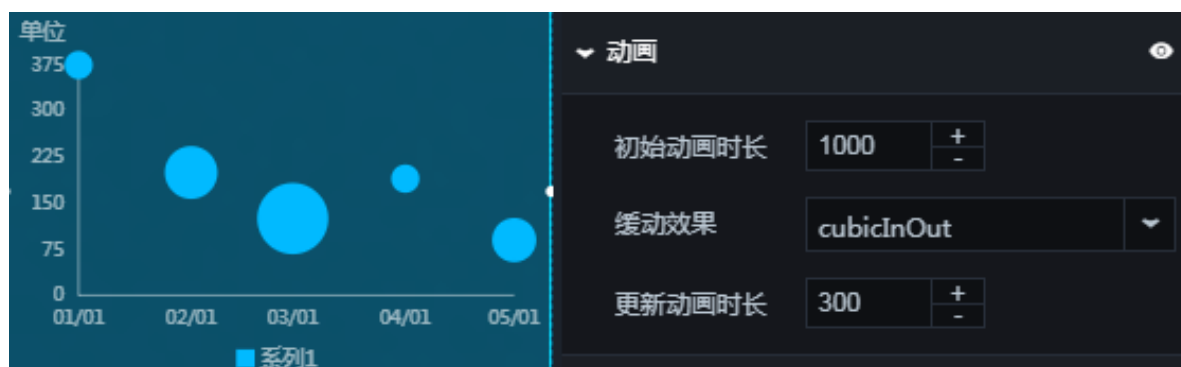 单位
375
300
225
150
75
0
01/01 02/01 03/01 04/01 05/01
系列1
动画
初始动画时长 1000 + -
缓动效果 cubicInOut
更新动画时长 300 + -